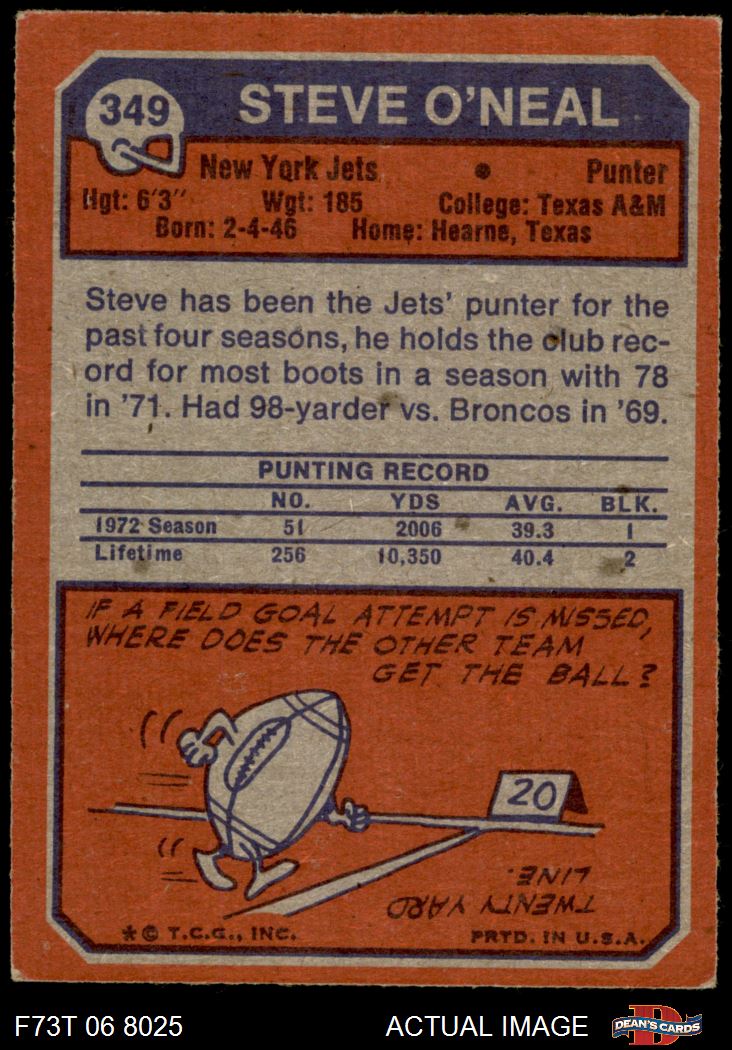 349 STEVE O'NEAL
New York Jets • Punter
Hgt: 6'3" Wgt: 185 College: Texas A&M
Born: 2-4-46 Home: Hearne, Texas
Steve has been the Jets' punter for the
past four seasons, he holds the club rec-
ord for most boots in a season with 78
in '71. Had 98-yarder vs. Broncos in '69.
PUNTING RECORD
NO. YDS AVG. BLK.
1972 Season 51 2006 39.3 1
Lifetime 256 10,350 40.4 2
IF A FIELD GOAL ATTEMPT IS MISSED,
WHERE DOES THE OTHER TEAM
GET THE BALL?
20
TWENTY YARD
LINE.
*© T.C.G., INC. PRTD. IN U.S.A.
F73T 06 8025 ACTUAL IMAGE DEAN'S CARDS